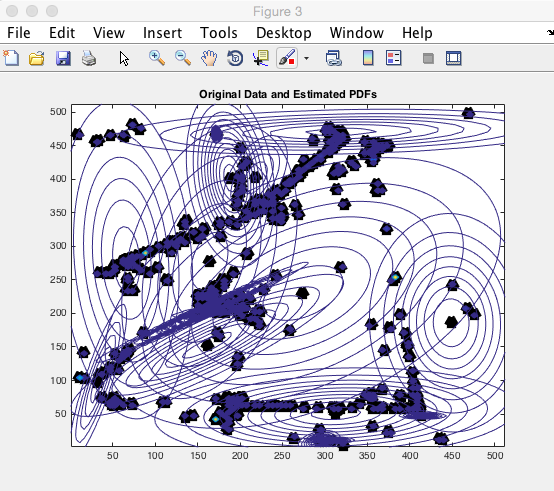 Figure 3
File Edit View Insert Tools Desktop Window Help
Original Data and Estimated PDFs
500
450
400
350
300
250
200
150
100
50
50 100 150 200 250 300 350 400 450 500